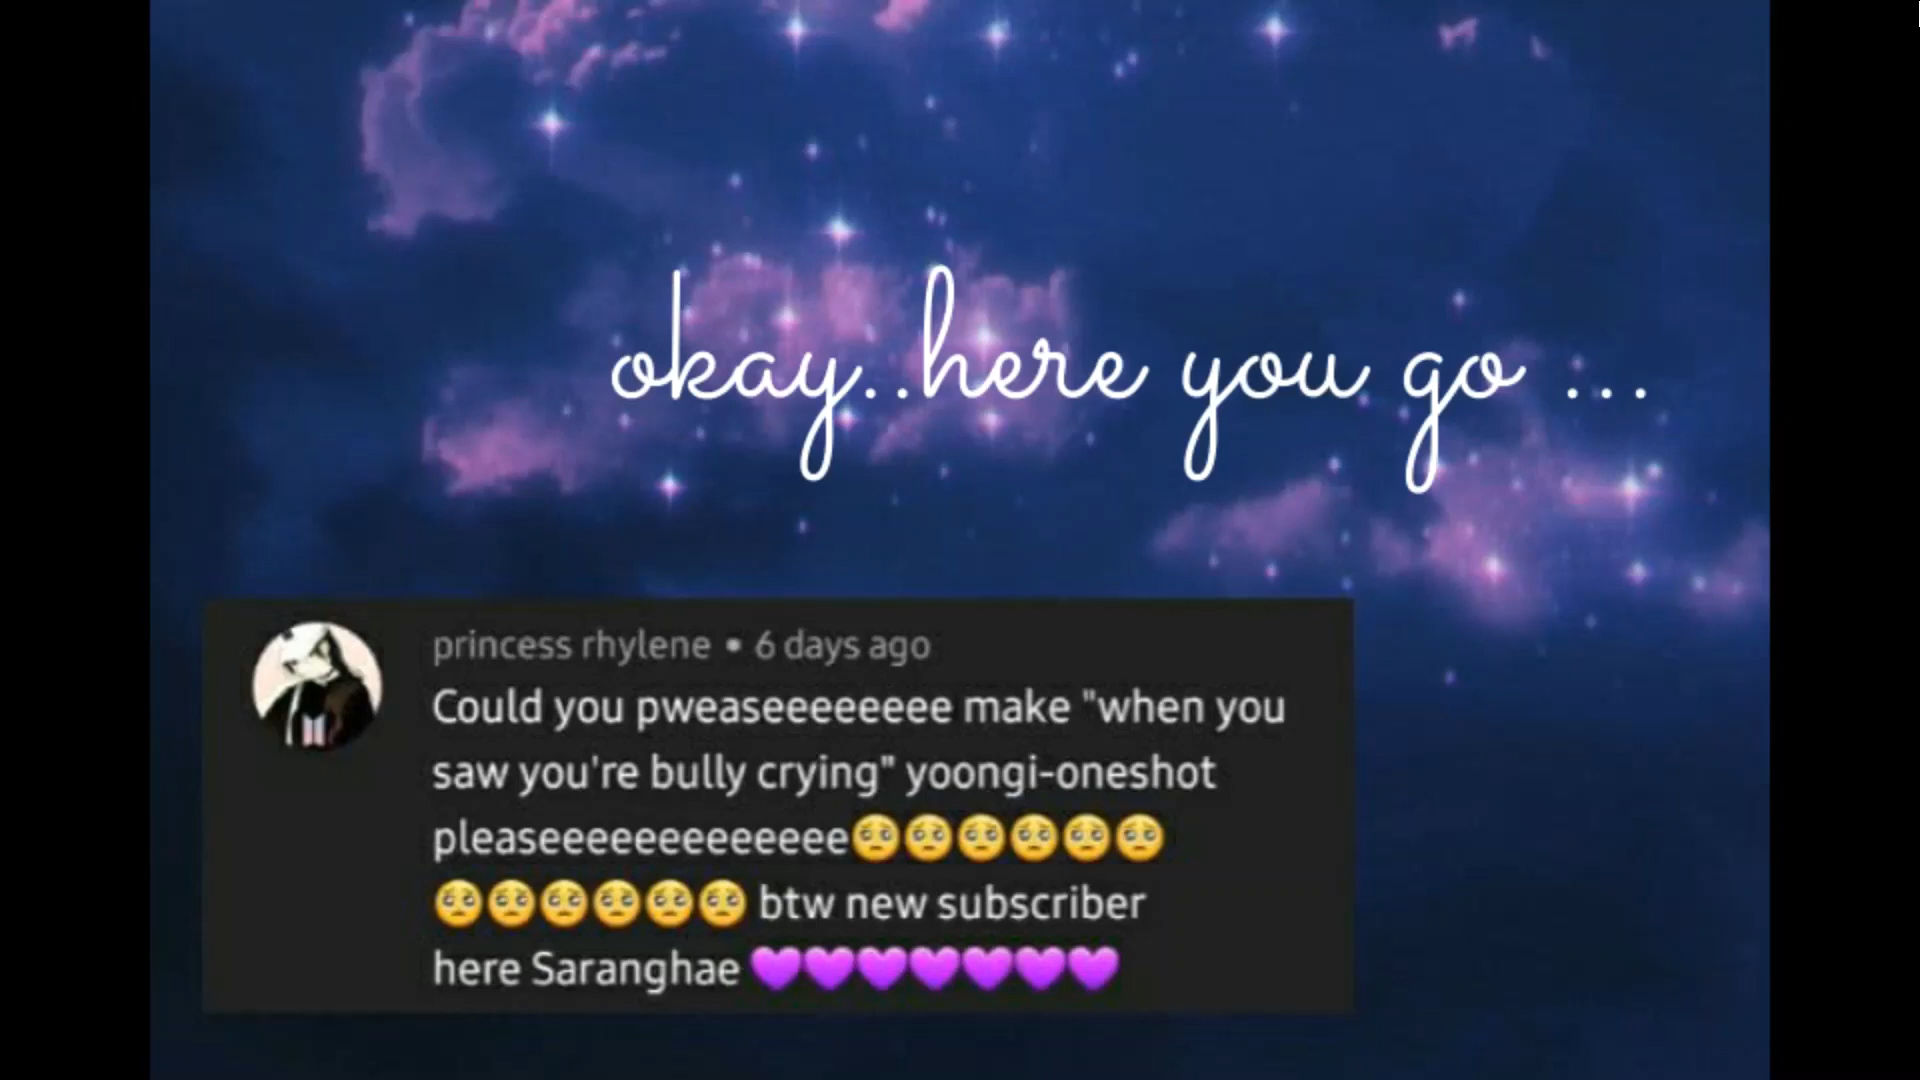 okay..here you go ...
princess rhylene • 6 days ago
Could you pweaseeeeeeee make "when you
saw you're bully crying" yoongi-oneshot
pleaseeeeeeeeeeeee🥺🥺🥺🥺🥺🥺
🥺🥺🥺🥺🥺🥺 btw new subscriber
here Saranghae 💜💜💜💜💜💜💜